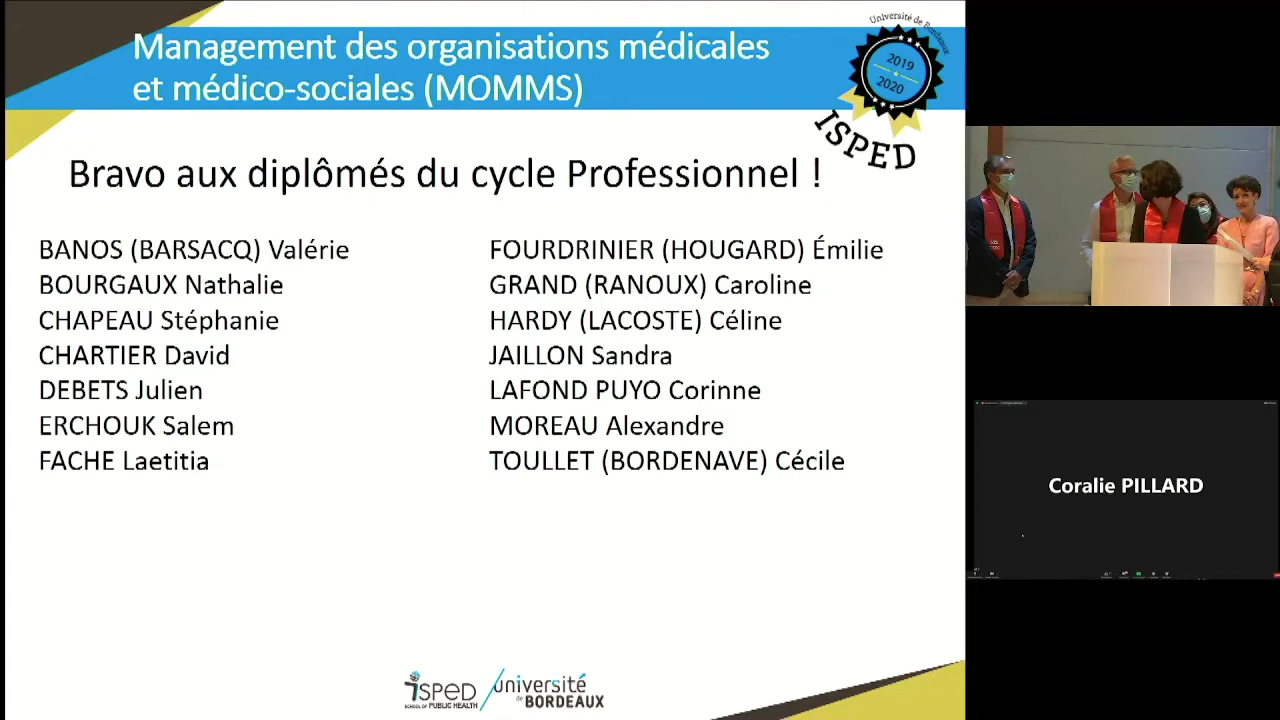 Management des organisations médicales
et médico-sociales (MOMMS)
Université de Bordeaux
2019
2020
ISPED
Bravo aux diplômés du cycle Professionnel !
BANOS (BARSACQ) Valérie
BOURGAUX Nathalie
CHAPEAU Stéphanie
CHARTIER David
DEBETS Julien
ERCHOUK Salem
FACHE Laetitia
FOURDRINIER (HOUGARD) Émilie
GRAND (RANOUX) Caroline
HARDY (LACOSTE) Céline
JAILLON Sandra
LAFOND PUYO Corinne
MOREAU Alexandre
TOULLET (BORDENAVE) Cécile
Coralie PILLARD
isped
SCHOOL OF PUBLIC HEALTH
université
de BORDEAUX